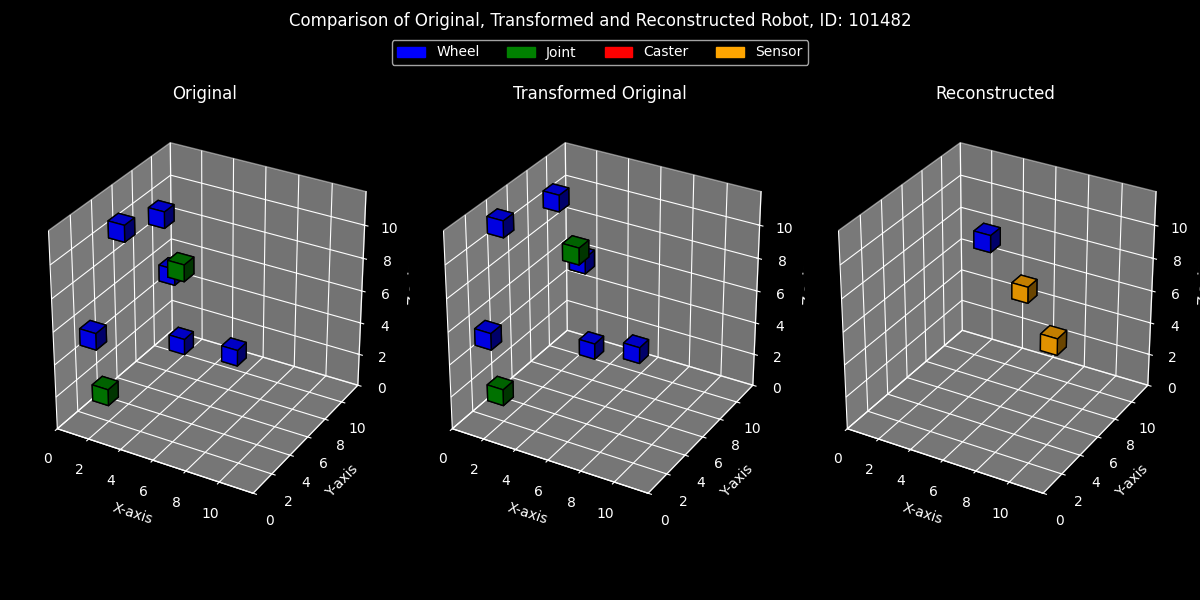 Comparison of Original, Transformed and Reconstructed Robot, ID: 101482
Wheel Joint Caster Sensor
Original Transformed Original Reconstructed
10 10 10
8 8 8
6 6 6
4 4 4
2 2 2
0 0 0
0 2 4 6 8 10 X-axis 0 2 4 6 8 10 Y-axis
0 2 4 6 8 10 X-axis 0 2 4 6 8 10 Y-axis
0 2 4 6 8 10 X-axis 0 2 4 6 8 10 Y-axis